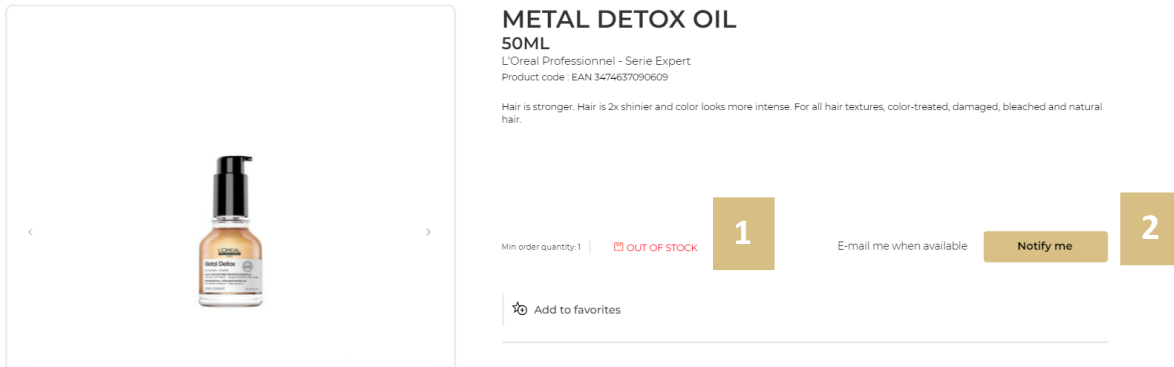 METAL DETOX OIL
50ML
L'Oreal Professionnel - Serie Expert
Product code : EAN 3474637090609
Hair is stronger. Hair is 2x shinier and color looks more intense. For all hair textures, color-treated, damaged, bleached and natural
hair.
Min order quantity: 1
OUT OF STOCK
1
E-mail me when available
Notify me
2
Add to favorites
L'OREAL
Metal Detox